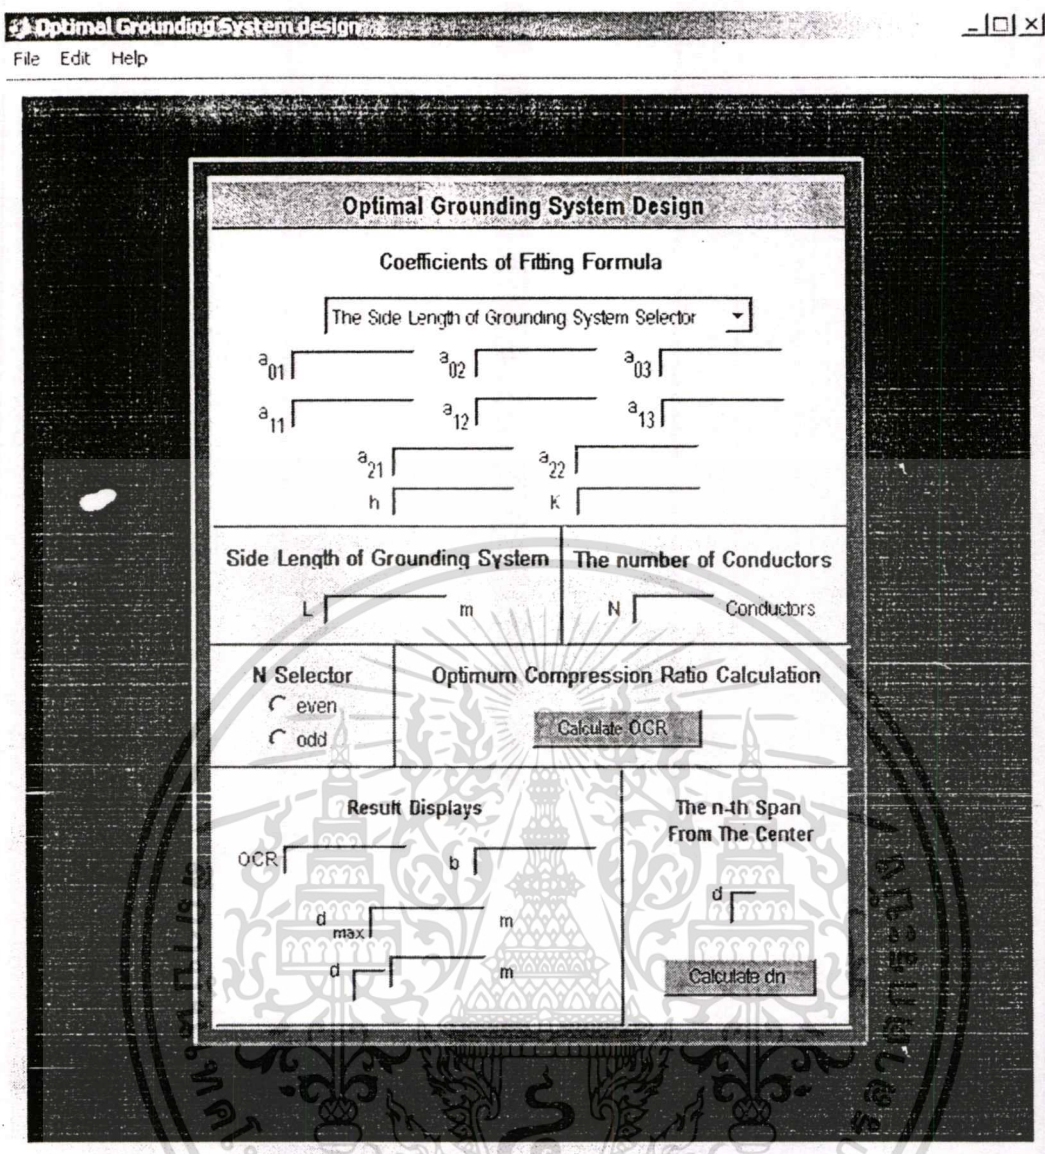 Optimal Grounding System design
File Edit Help
Optimal Grounding System Design
Coefficients of Fitting Formula
The Side Length of Grounding System Selector
a01 a02 a03
a11 a12 a13
a21 a22
h K
Side Length of Grounding System
L m
The number of Conductors
N Conductors
N Selector
even
odd
Optimum Compression Ratio Calculation
Calculate OCR
Result Displays
OCR b
d max m
d m
The n-th Span
From The Center
d
Calculate dn